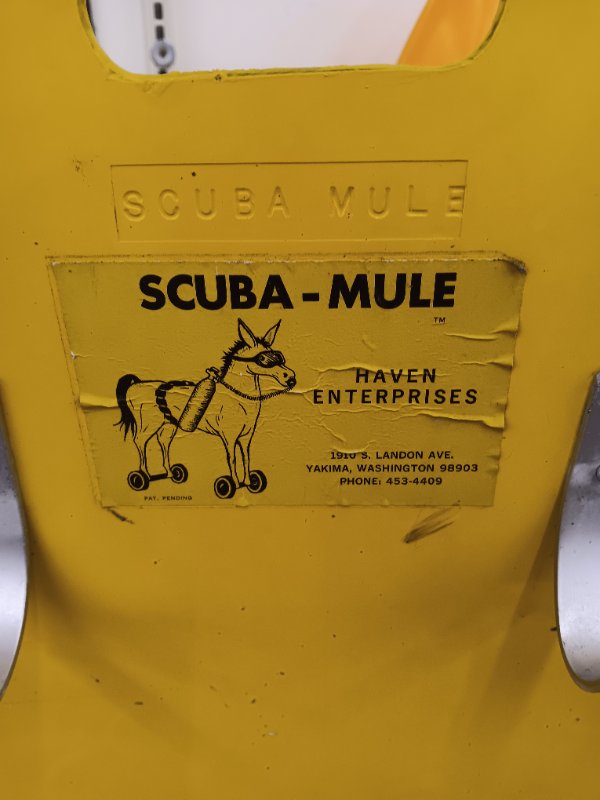 SCUBA MULE
SCUBA-MULE
TM
HAVEN
ENTERPRISES
1910 S. LANDON AVE.
YAKIMA, WASHINGTON 98903
PHONE: 453-4409
PAT. PENDING